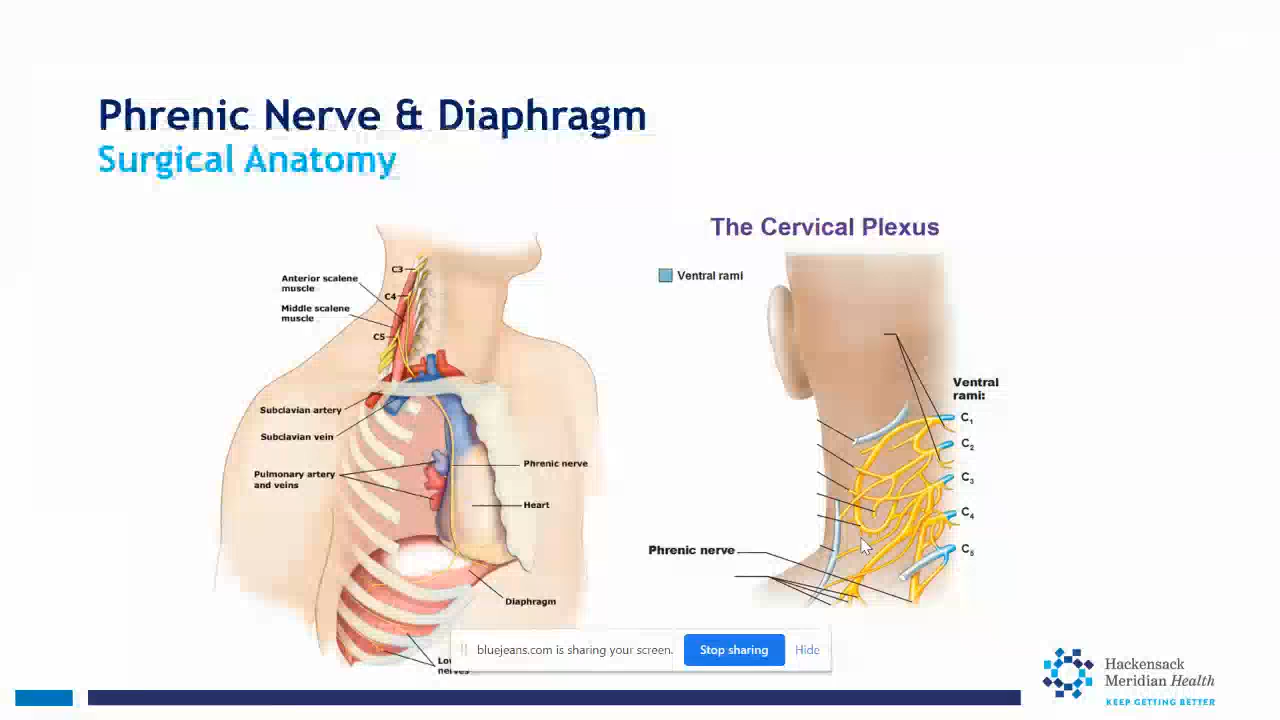 Phrenic Nerve & Diaphragm
Surgical Anatomy
C3
Anterior scalene
muscle
C4
Middle scalene
muscle
C5
Subclavian artery
Subclavian vein
Pulmonary artery
and veins
Phrenic nerve
Heart
Diaphragm
nerves
The Cervical Plexus
Ventral rami
Ventral
rami:
C₁
C₂
C₃
C₄
C₅
Phrenic nerve
bluejeans.com is sharing your screen.
Stop sharing
Hide
Hackensack
Meridian Health
KEEP GETTING BETTER